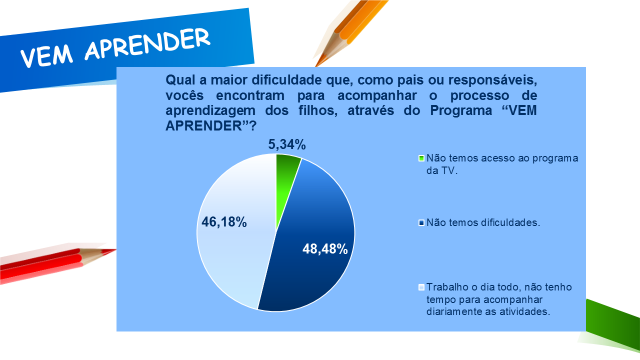 VEM APRENDER
Qual a maior dificuldade que, como pais ou responsáveis,
vocês encontram para acompanhar o processo de
aprendizagem dos filhos, através do Programa “VEM
APRENDER”?
5,34%
46,18%
48,48%
Não temos acesso ao programa
da TV.
Não temos dificuldades.
Trabalho o dia todo, não tenho
tempo para acompanhar
diariamente as atividades.